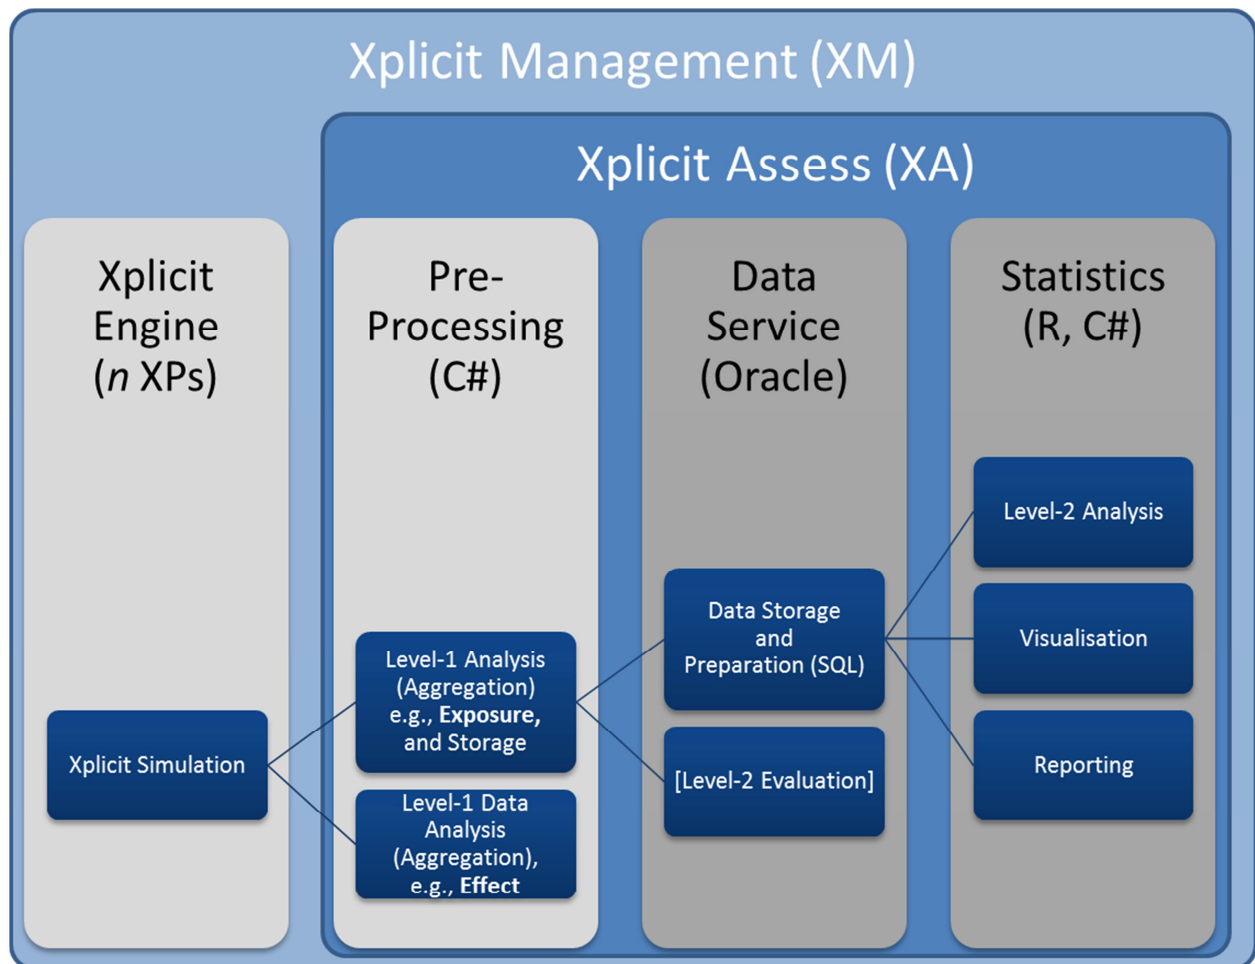 Xplicit Management (XM)
Xplicit Assess (XA)
Xplicit
Engine
(n XPs)
Pre-
Processing
(C#)
Data
Service
(Oracle)
Statistics
(R, C#)
Xplicit Simulation
Level-1 Analysis
(Aggregation)
e.g., Exposure,
and Storage
Level-1 Data
Analysis
(Aggregation),
e.g., Effect
Data Storage
and
Preparation (SQL)
[Level-2 Evaluation]
Level-2 Analysis
Visualisation
Reporting